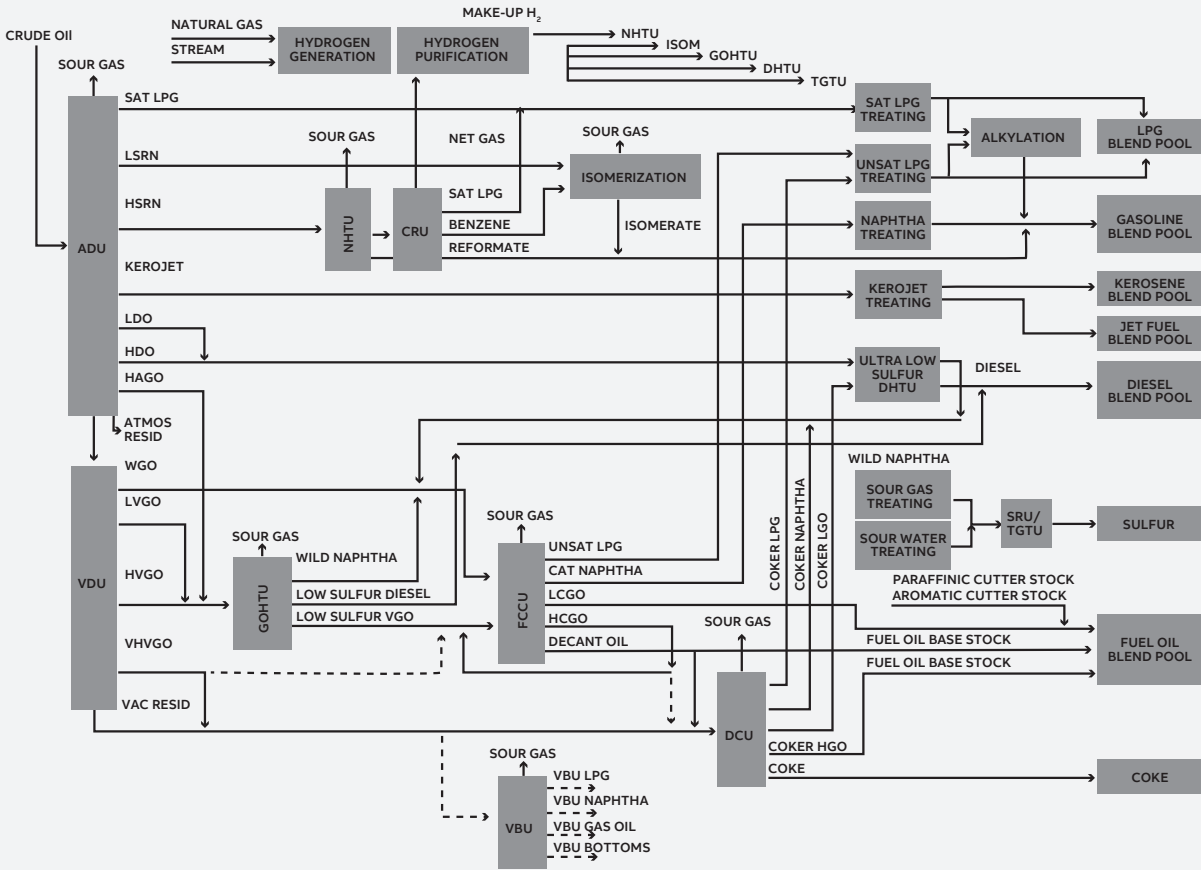 MAKE-UP H₂
NATURAL GAS
NHTU
CRUDE OIl
HYDROGEN
GENERATION
HYDROGEN
PURIFICATION
ISOM
STREAM
GOHTU
SOUR GAS
DHTU
TGTU
SAT LPG
SAT LPG
TREATING
SOUR GAS
NET GAS
SOUR GAS
ALKYLATION
LPG
BLEND POOL
LSRN
UNSAT LPG
TREATING
ISOMERIZATION
SAT LPG
HSRN
NHTU
CRU
BENZENE
ISOMERATE
NAPHTHA
TREATING
GASOLINE
BLEND POOL
REFORMATE
ADU
KEROJET
KEROJET
TREATING
KEROSENE
BLEND POOL
LDO
JET FUEL
BLEND POOL
HDO
ULTRA LOW
SULFUR
DHTU
DIESEL
HAGO
DIESEL
BLEND POOL
ATMOS
RESID
WGO
WILD NAPHTHA
LVGO
SOUR GAS
TREATING
COKER LPG
COKER NAPHTHA
COKER LGO
SOUR GAS
SRU/
TGTU
SULFUR
SOUR GAS
SOUR WATER
TREATING
UNSAT LPG
WILD NAPHTHA
VDU
HVGO
CAT NAPHTHA
PARAFFINIC CUTTER STOCK
AROMATIC CUTTER STOCK
GOHTU
LOW SULFUR DIESEL
FCCU
LCGO
LOW SULFUR VGO
HCGO
SOUR GAS
VHVGO
DECANT OIL
FUEL OIL BASE STOCK
FUEL OIL
BLEND POOL
FUEL OIL BASE STOCK
VAC RESID
DCU
COKER HGO
SOUR GAS
COKE
COKE
VBU LPG
VBU NAPHTHA
VBU
VBU GAS OIL
VBU BOTTOMS